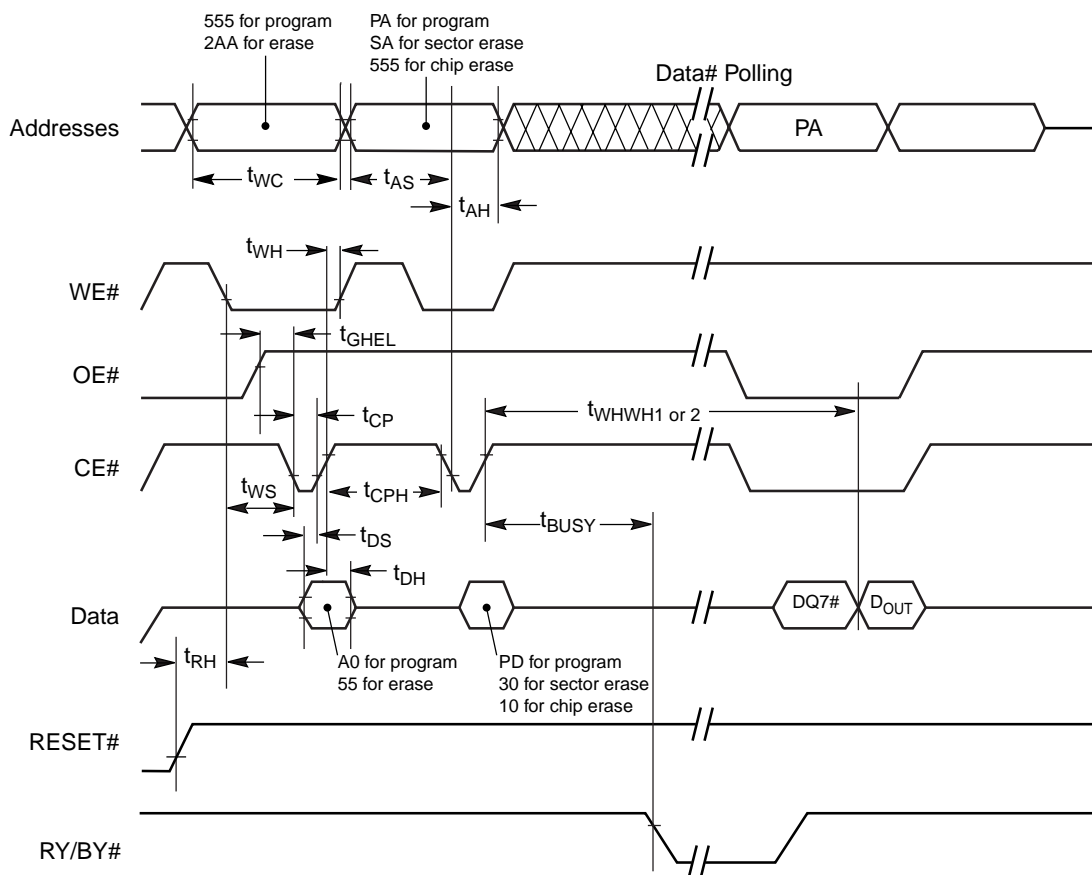 555 for program
2AA for erase
PA for program
SA for sector erase
555 for chip erase
Data# Polling
Addresses
PA
tWC
tAS
tAH
tWH
WE#
tGHEL
OE#
tWHWH1 or 2
tCP
CE#
tWS
tCPH
tBUSY
tDS
tDH
Data
DQ7#
DOUT
tRH
A0 for program
55 for erase
PD for program
30 for sector erase
10 for chip erase
RESET#
RY/BY#